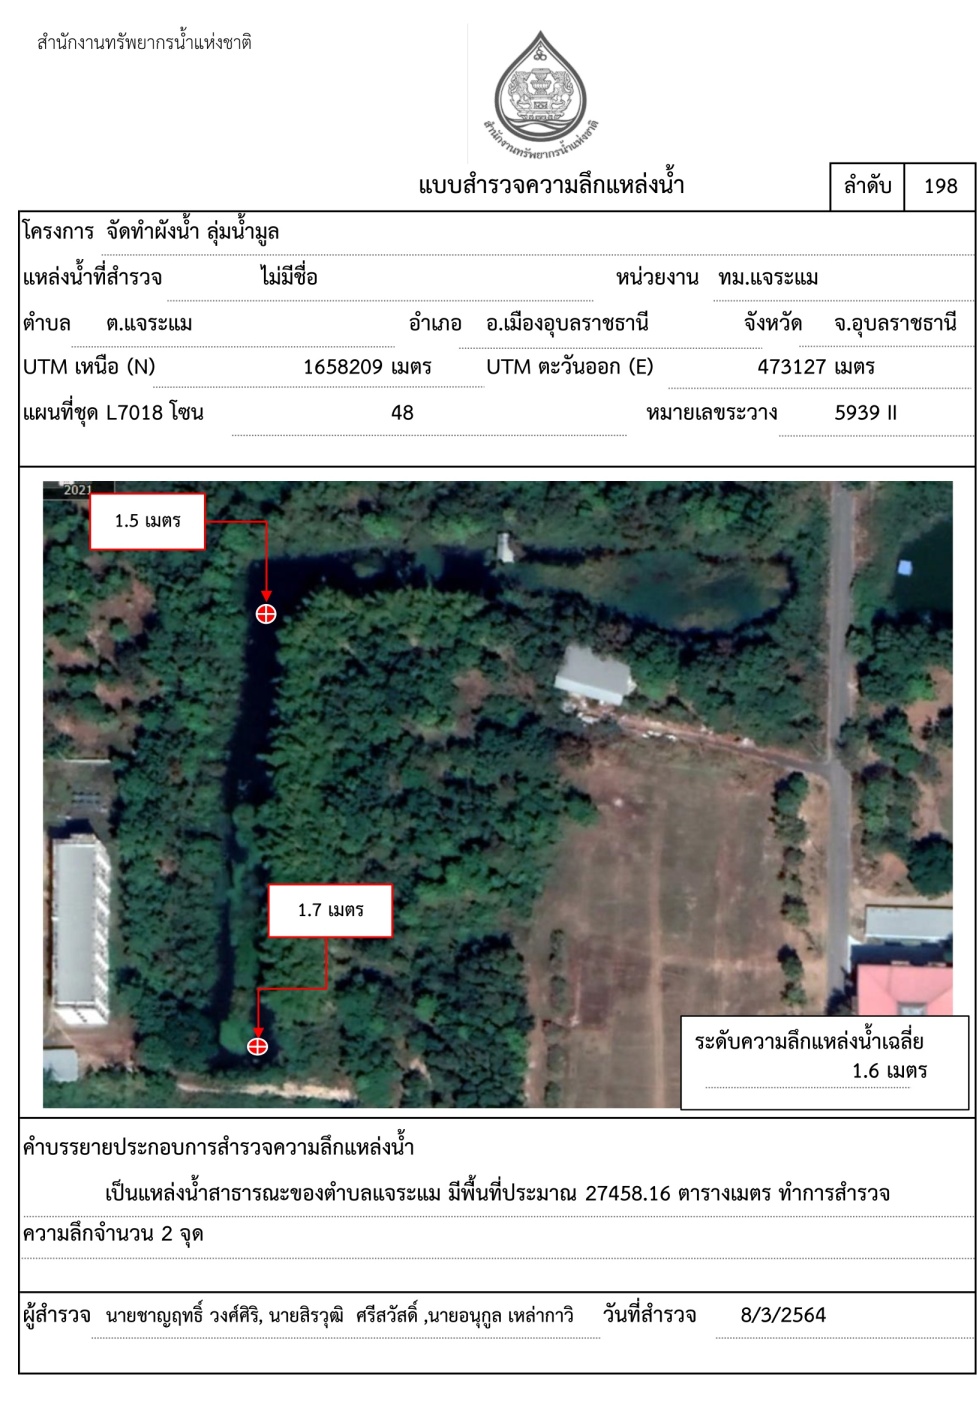 สำนักงานทรัพยากรน้ำแห่งชาติ
สำนักงานทรัพยากรน้ำแห่งชาติ
แบบสำรวจความลึกแหล่งน้ำ ลำดับ 198
โครงการ จัดทำผังน้ำ ลุ่มน้ำมูล
แหล่งน้ำที่สำรวจ ไม่มีชื่อ หน่วยงาน ทม.แจระแม
ตำบล ต.แจระแม อำเภอ อ.เมืองอุบลราชธานี จังหวัด จ.อุบลราชธานี
UTM เหนือ (N) 1658209 เมตร UTM ตะวันออก (E) 473127 เมตร
แผนที่ชุด L7018 โซน 48 หมายเลขระวาง 5939 II
2021
1.5 เมตร
1.7 เมตร
ระดับความลึกแหล่งน้ำเฉลี่ย
1.6 เมตร
คำบรรยายประกอบการสำรวจความลึกแหล่งน้ำ
เป็นแหล่งน้ำสาธารณะของตำบลแจระแม มีพื้นที่ประมาณ 27458.16 ตารางเมตร ทำการสำรวจ
ความลึกจำนวน 2 จุด
ผู้สำรวจ นายชาญฤทธิ์ วงศ์ศิริ, นายสิรวุฒิ ศรีสวัสดิ์ ,นายอนุกูล เหล่ากาวิ วันที่สำรวจ 8/3/2564